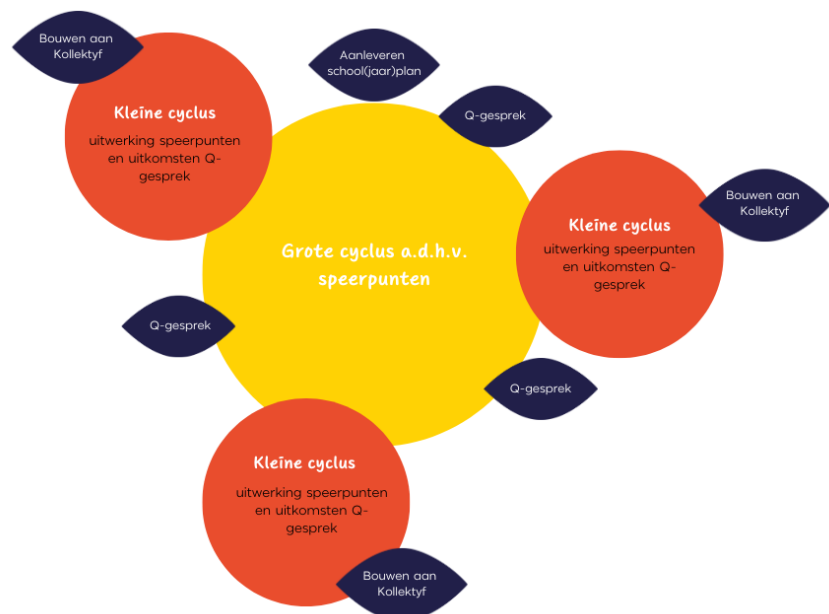 Bouwen aan
Kollektyf
Kleine cyclus
uitwerking speerpunten
en uitkomsten Q-
gesprek
Aanleveren
school(jaar)plan
Q-gesprek
Grote cyclus a.d.h.v.
speerpunten
Bouwen aan
Kollektyf
Kleine cyclus
uitwerking speerpunten
en uitkomsten Q-
gesprek
Q-gesprek
Q-gesprek
Kleine cyclus
uitwerking speerpunten
en uitkomsten Q-
gesprek
Bouwen aan
Kollektyf